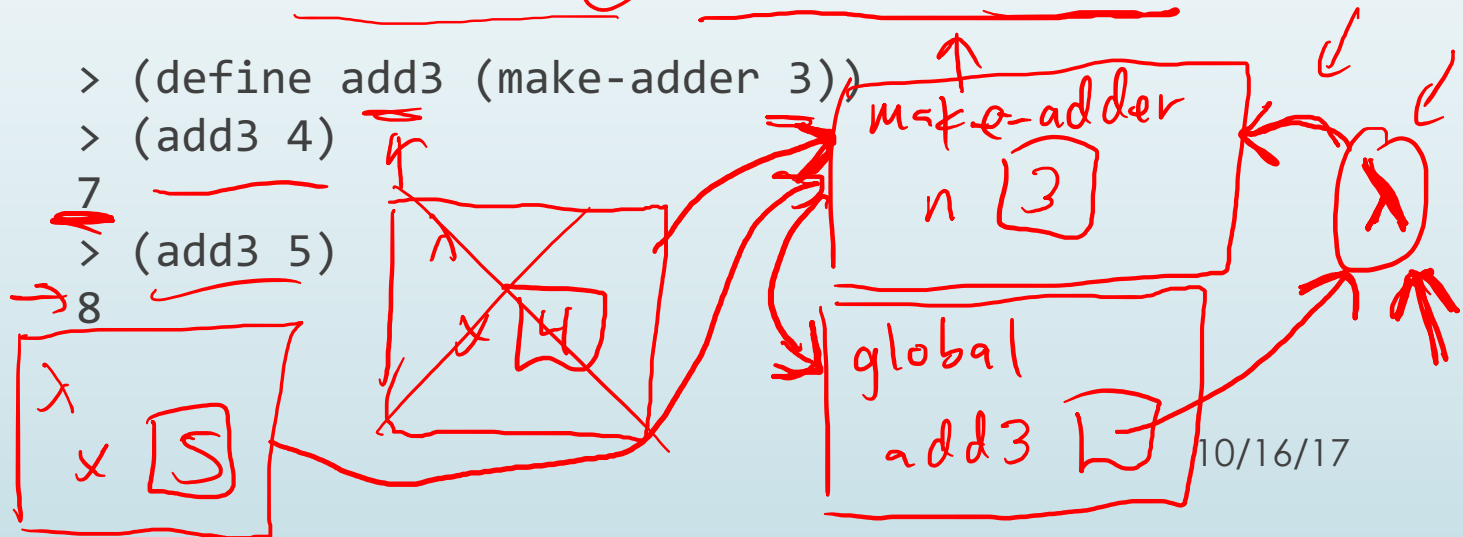 > (define add3 (make-adder 3))
> (add3 4)
7
> (add3 5)
8
make-adder
n 3
λ
λ
x 4
λ
x 5
global
add3
10/16/17